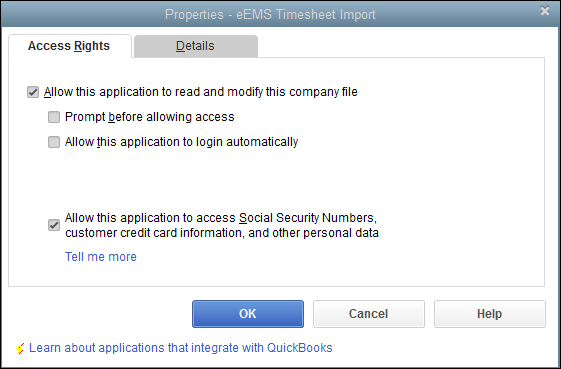 Properties - eEMS Timesheet Import
Access Rights
Details
Allow this application to read and modify this company file
Prompt before allowing access
Allow this application to login automatically
Allow this application to access Social Security Numbers,
customer credit card information, and other personal data
Tell me more
OK
Cancel
Help
Learn about applications that integrate with QuickBooks